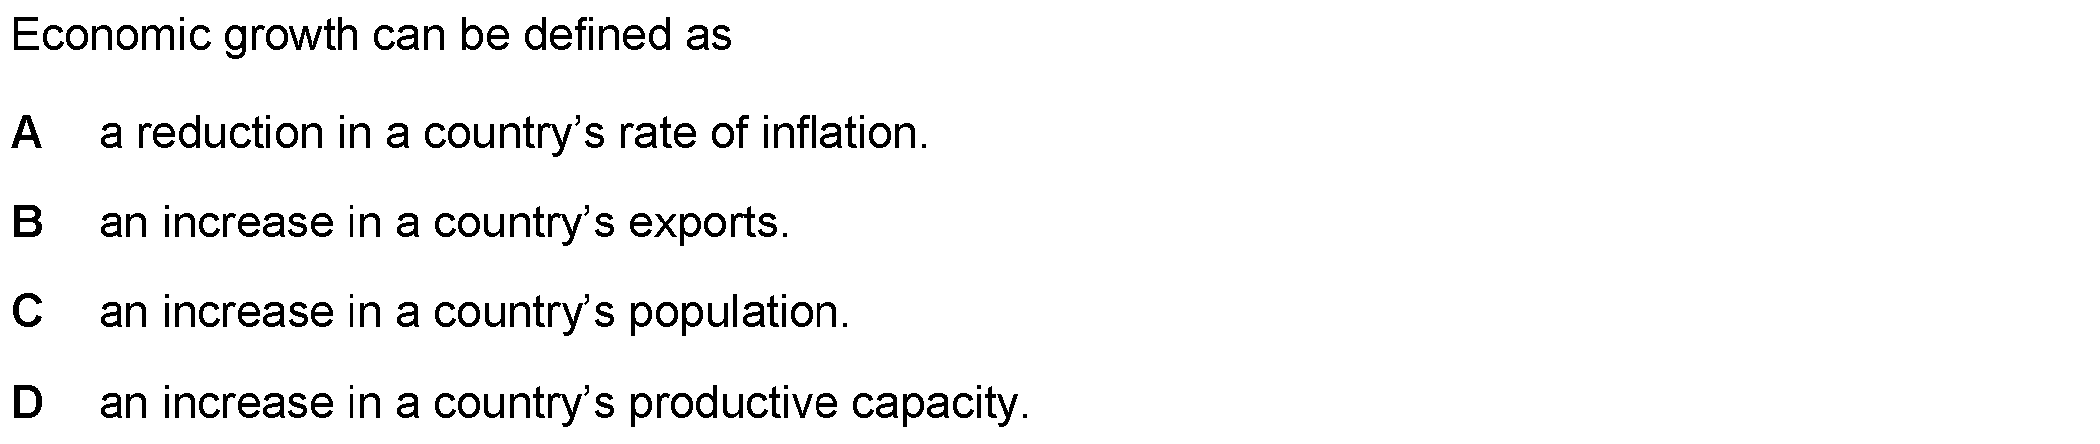 Economic growth can be defined as
A a reduction in a country’s rate of inflation.
B an increase in a country’s exports.
C an increase in a country’s population.
D an increase in a country’s productive capacity.